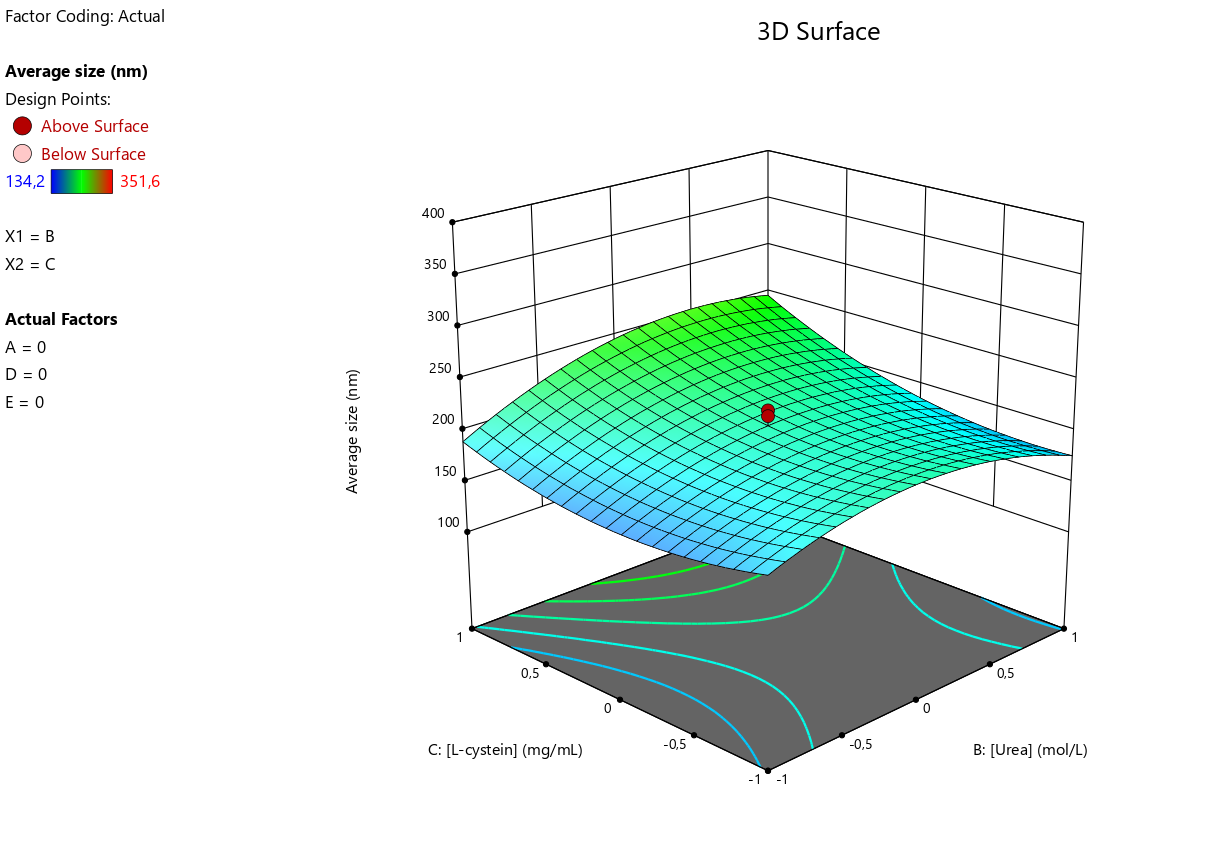 Factor Coding: Actual
3D Surface
Average size (nm)
Design Points:
Above Surface
Below Surface
134,2 351,6
X1 = B
X2 = C
Actual Factors
A = 0
D = 0
E = 0
400
350
300
250
200
150
100
Average size (nm)
1
0,5
0
-0,5
-1
C: [L-cystein] (mg/mL)
-1
-0,5
0
0,5
1
B: [Urea] (mol/L)